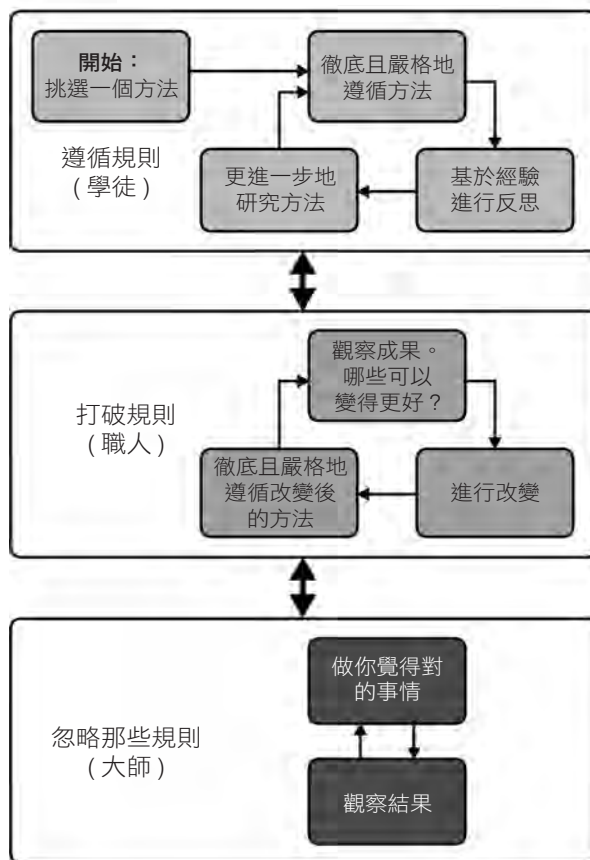 開始：
挑選一個方法
徹底且嚴格地
遵循方法
遵循規則
（學徒）
更進一步地
研究方法
基於經驗
進行反思
觀察成果。
哪些可以
變得更好？
打破規則
（職人）
徹底且嚴格地
遵循改變後
的方法
進行改變
做你覺得對
的事情
忽略那些規則
（大師）
觀察結果